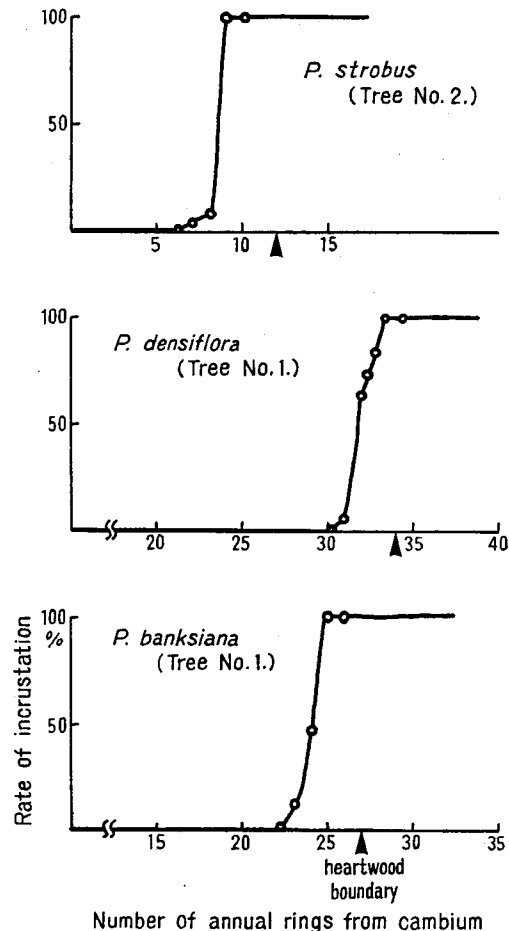 100
P. strobus
(Tree No. 2.)
50
5 10 15
100
P. densiflora
(Tree No. 1.)
50
20 25 30 35 40
100
%
P. banksiana
(Tree No. 1.)
50
Rate of incrustation
15 20 25 30 35
heartwood
boundary
Number of annual rings from cambium